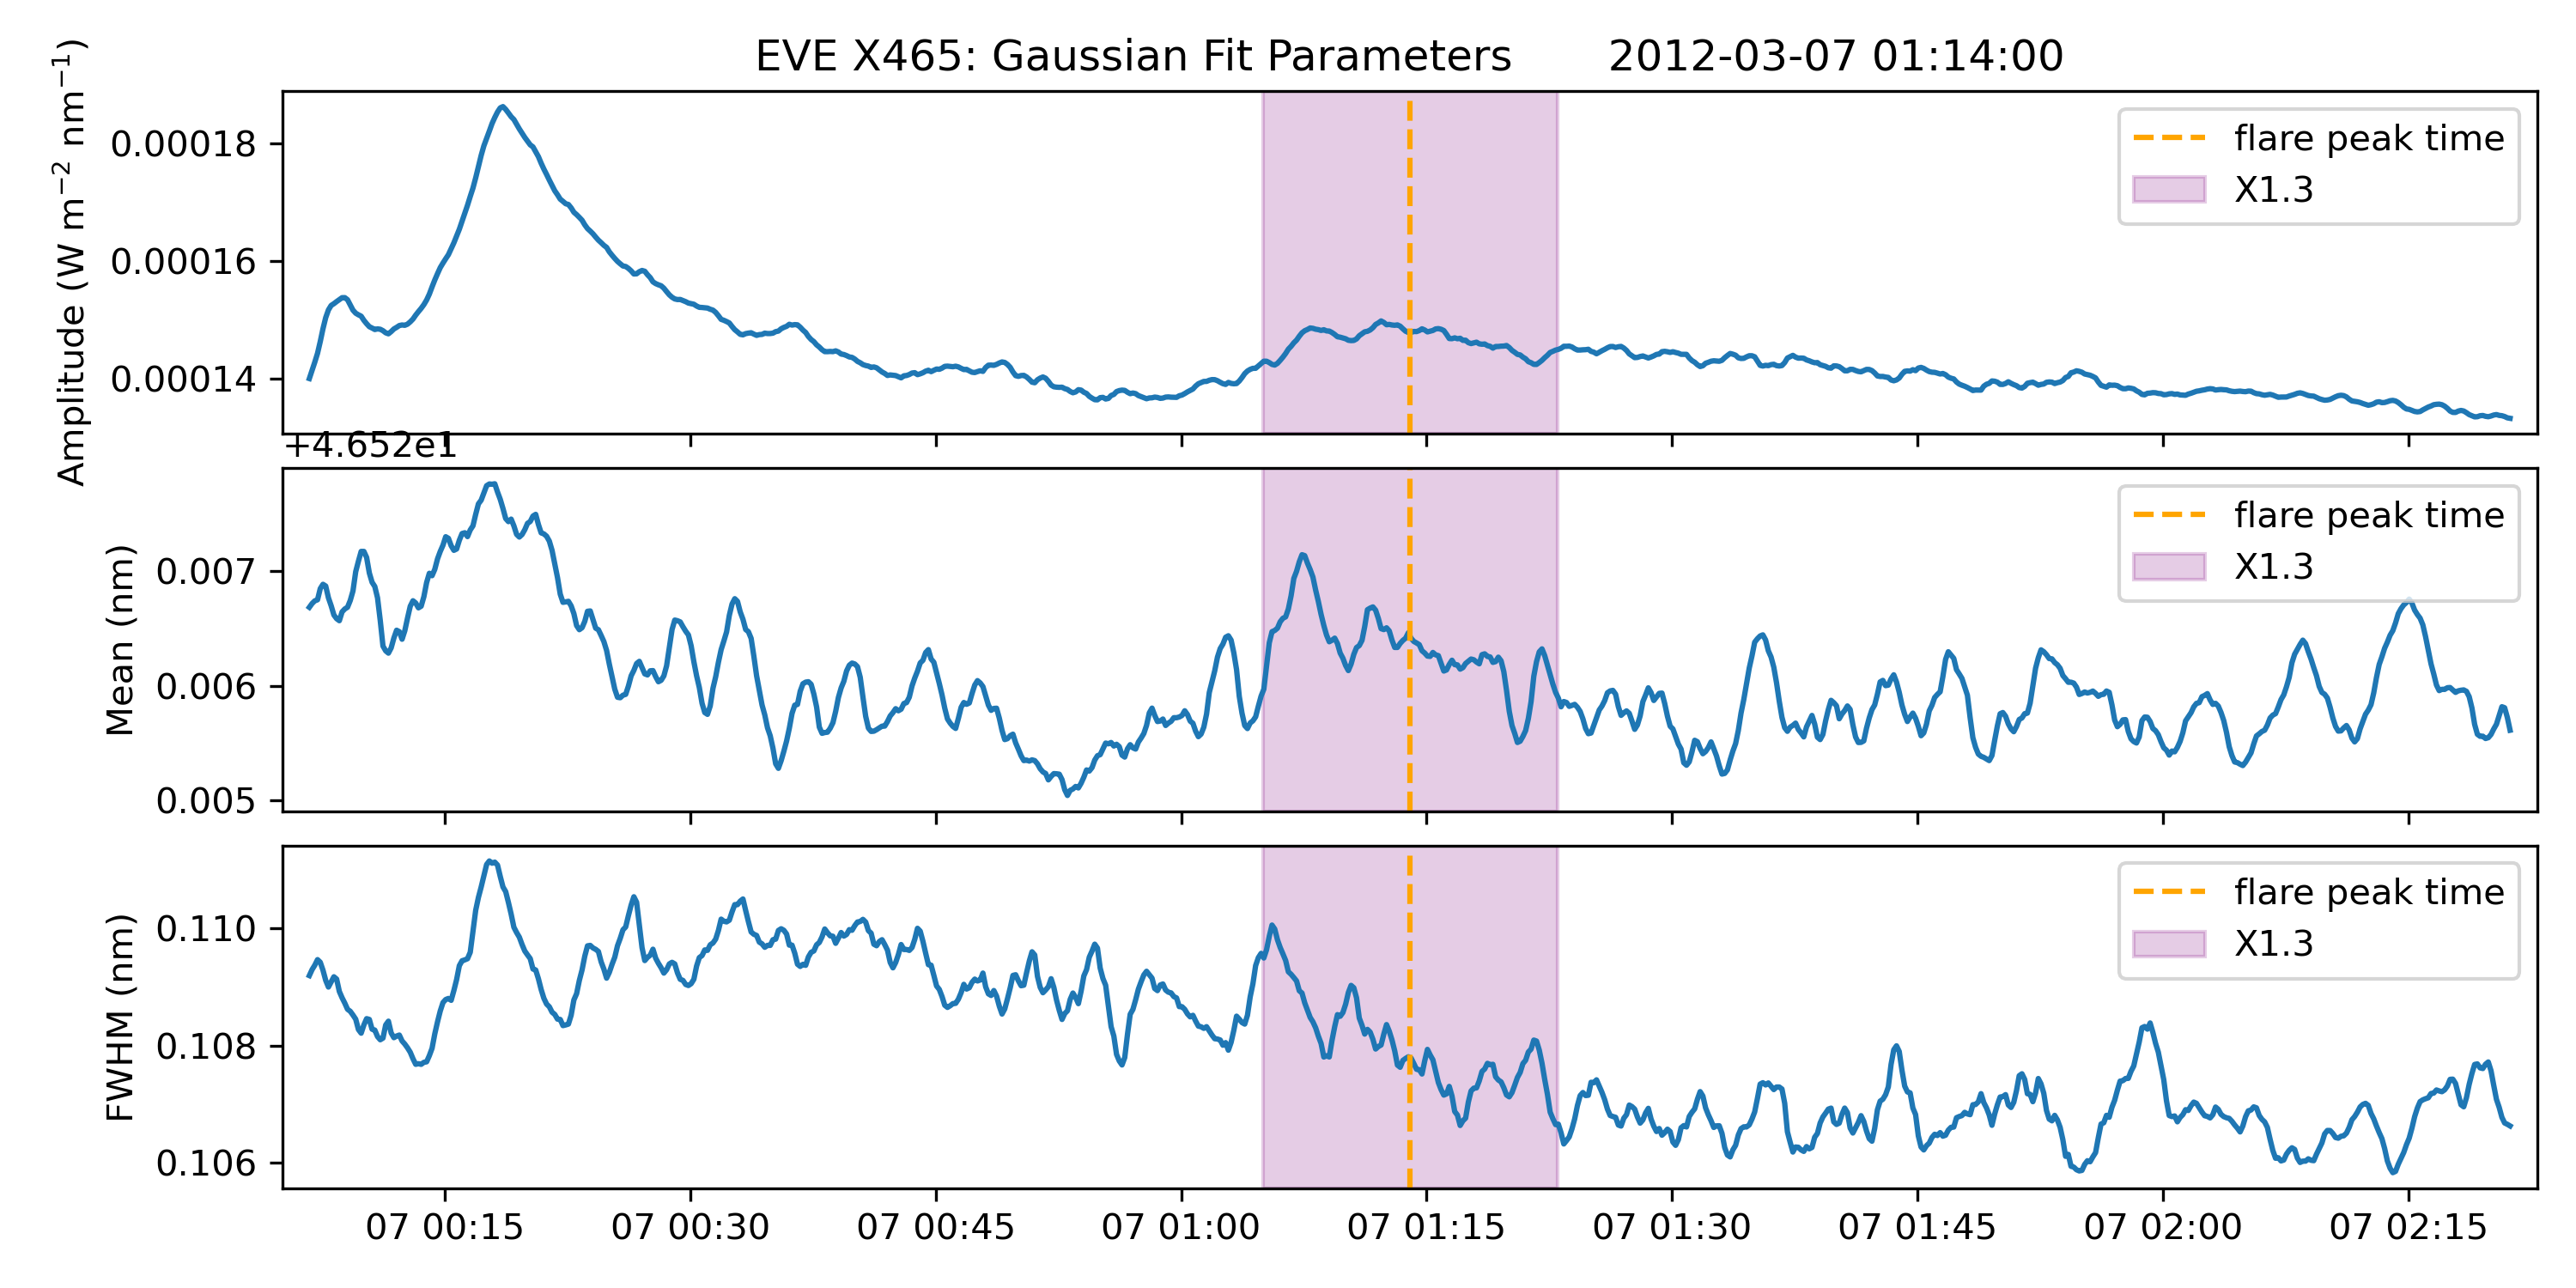 EVE X465: Gaussian Fit Parameters 2012-03-07 01:14:00
Amplitude (W m⁻² nm⁻¹)
0.00018
0.00016
0.00014
flare peak time
X1.3
+4.652e1
Mean (nm)
0.007
0.006
0.005
flare peak time
X1.3
FWHM (nm)
0.110
0.108
0.106
flare peak time
X1.3
07 00:15 07 00:30 07 00:45 07 01:00 07 01:15 07 01:30 07 01:45 07 02:00 07 02:15